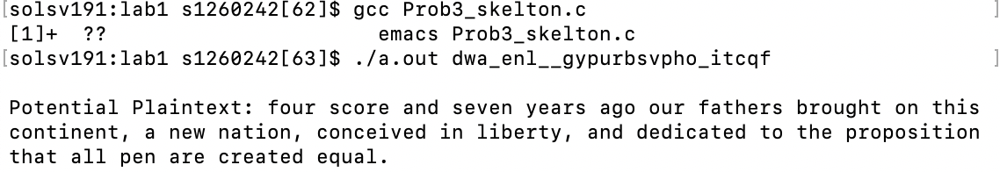 [solsv191:lab1 s1260242[62]$ gcc Prob3_skelton.c ]
[1]+  ??                      emacs Prob3_skelton.c
[solsv191:lab1 s1260242[63]$ ./a.out dwa_enl__gypurbsvpho_itcqf ]
Potential Plaintext: four score and seven years ago our fathers brought on this
continent, a new nation, conceived in liberty, and dedicated to the proposition
that all pen are created equal.